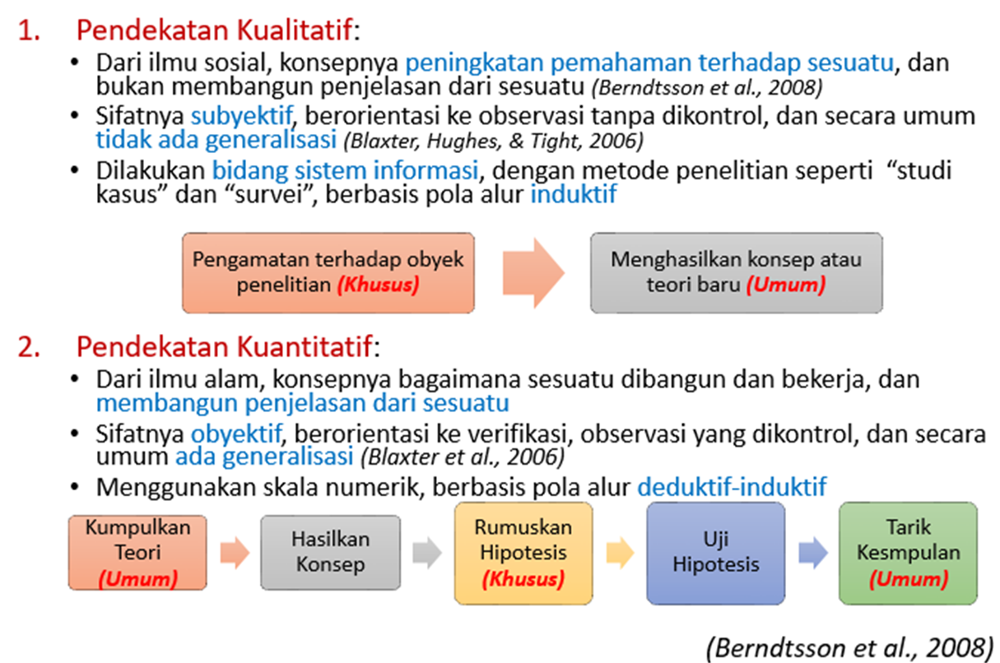 1. Pendekatan Kualitatif:
• Dari ilmu sosial, konsepnya peningkatan pemahaman terhadap sesuatu, dan
bukan membangun penjelasan dari sesuatu (Berndtsson et al., 2008)
• Sifatnya subyektif, berorientasi ke observasi tanpa dikontrol, dan secara umum
tidak ada generalisasi (Blaxter, Hughes, & Tight, 2006)
• Dilakukan bidang sistem informasi, dengan metode penelitian seperti “studi
kasus” dan “survei”, berbasis pola alur induktif
Pengamatan terhadap obyek
penelitian (Khusus)
Menghasilkan konsep atau
teori baru (Umum)
2. Pendekatan Kuantitatif:
• Dari ilmu alam, konsepnya bagaimana sesuatu dibangun dan bekerja, dan
membangun penjelasan dari sesuatu
• Sifatnya obyektif, berorientasi ke verifikasi, observasi yang dikontrol, dan secara
umum ada generalisasi (Blaxter et al., 2006)
• Menggunakan skala numerik, berbasis pola alur deduktif-induktif
Kumpulkan
Teori
(Umum)
Hasilkan
Konsep
Rumuskan
Hipotesis
(Khusus)
Uji
Hipotesis
Tarik
Kesmpulan
(Umum)
(Berndtsson et al., 2008)